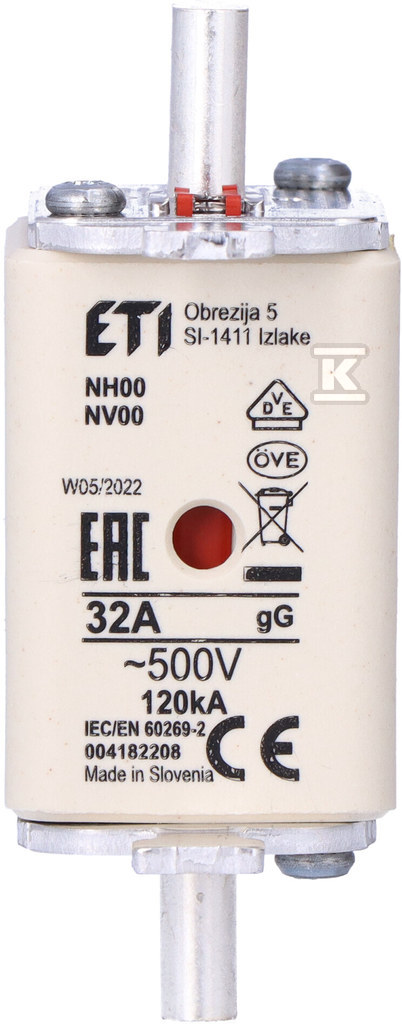 ETI
Obrezija 5
SI-1411 Izlake
K
NH00
NV00
DVE
ÖVE
W05/2022
EAC
32A gG
~500V
120kA
IEC/EN 60269-2
004182208
CE
Made in Slovenia